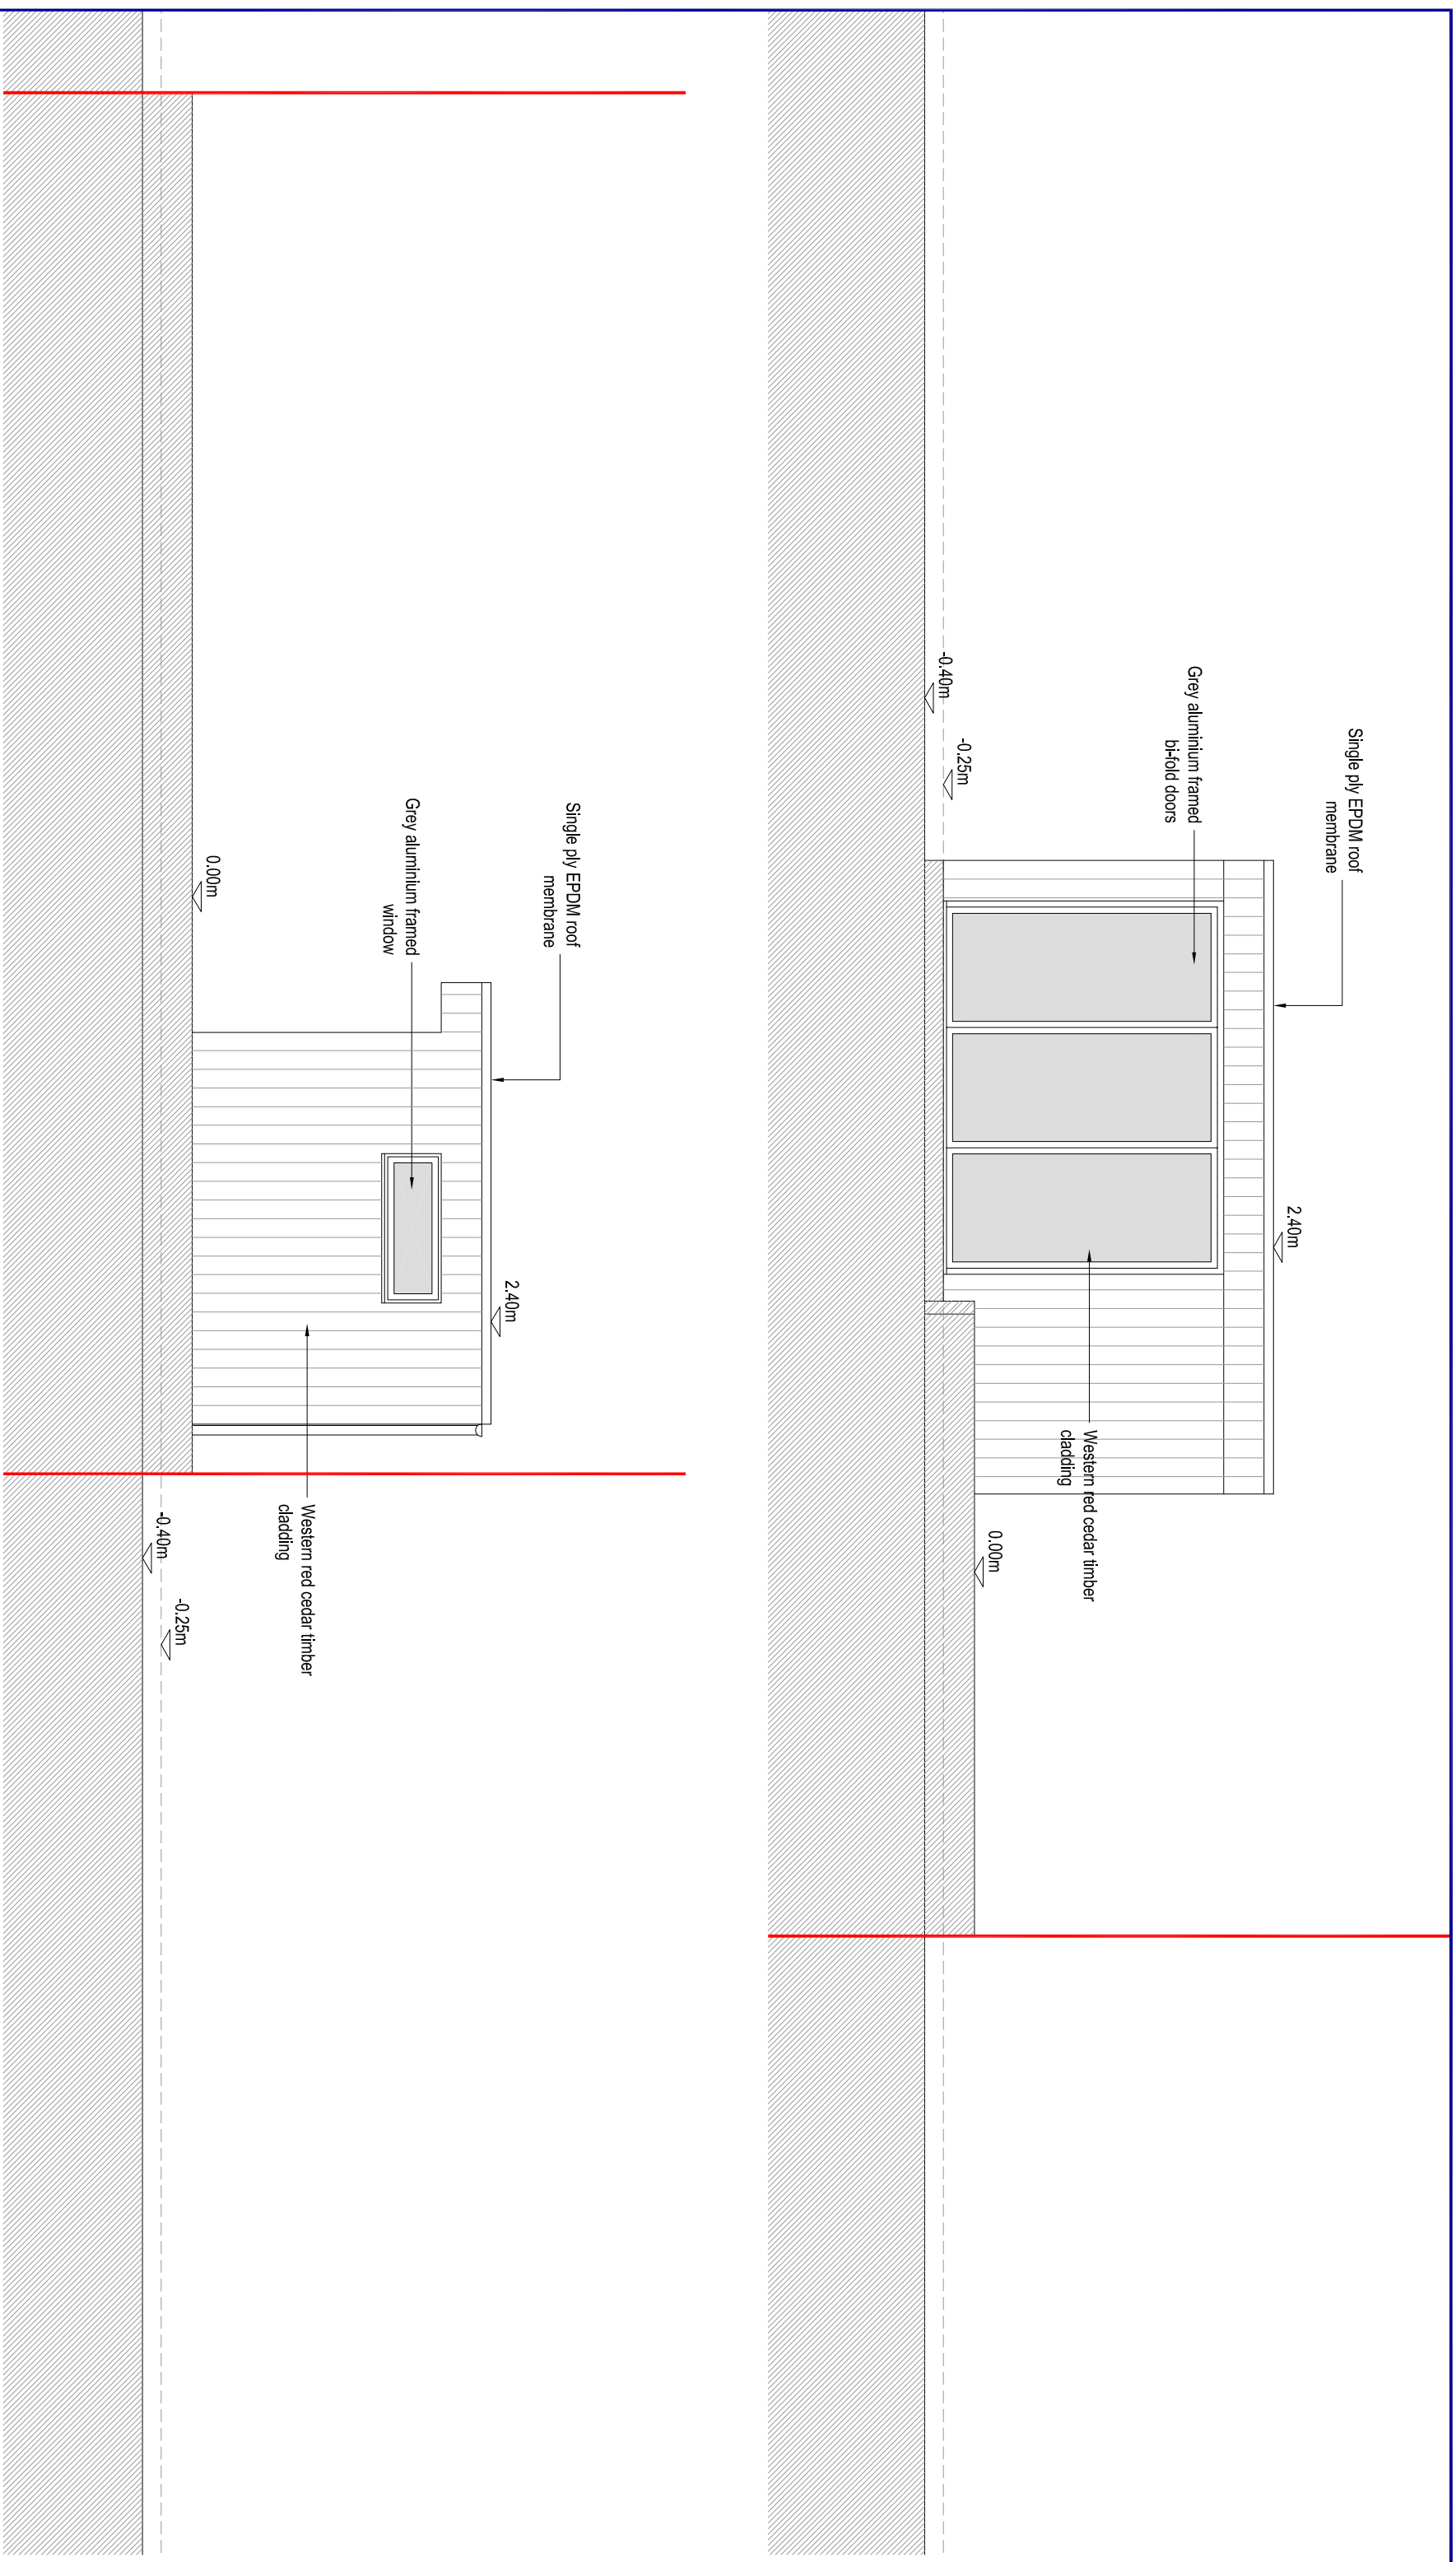 Single ply EPDM roof
membrane
2.40m
Grey aluminium framed
bi-fold doors
Western red cedar timber
cladding
0.00m
-0.25m
-0.40m
Single ply EPDM roof
membrane
2.40m
Grey aluminium framed
window
Western red cedar timber
cladding
0.00m
-0.25m
-0.40m